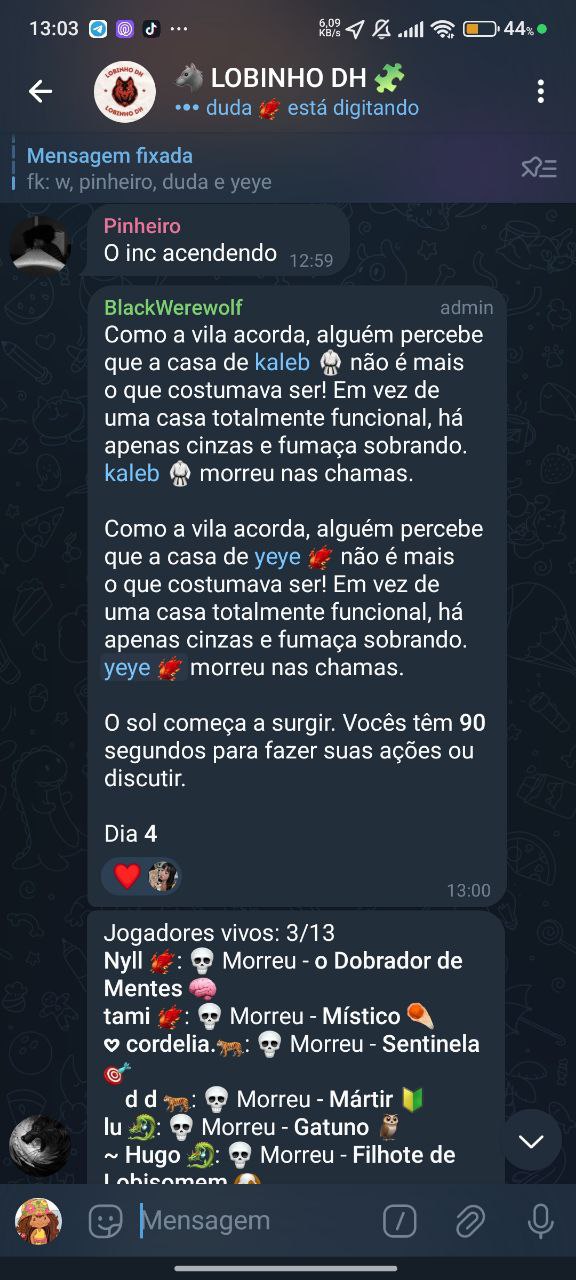 13:03 ••• 6,09 KB/s 44%
LOBINHO DH
LOBINHO DH
🐴 LOBINHO DH 🧩
••• duda 🐉 está digitando
Mensagem fixada
fk: w, pinheiro, duda e yeye
Pinheiro
O inc acendendo 12:59
BlackWerewolf admin
Como a vila acorda, alguém percebe
que a casa de kaleb 🥋 não é mais
o que costumava ser! Em vez de
uma casa totalmente funcional, há
apenas cinzas e fumaça sobrando.
kaleb 🥋 morreu nas chamas.
Como a vila acorda, alguém percebe
que a casa de yeye 🐉 não é mais
o que costumava ser! Em vez de
uma casa totalmente funcional, há
apenas cinzas e fumaça sobrando.
yeye 🐉 morreu nas chamas.
O sol começa a surgir. Vocês têm 90
segundos para fazer suas ações ou
discutir.
Dia 4
❤️
13:00
Jogadores vivos: 3/13
Nyll 🐉: 💀 Morreu - o Dobrador de
Mentes 🧠
tami 🐉: 💀 Morreu - Místico ☄️
♥ cordelia.🐅: 💀 Morreu - Sentinela
🎯
d d 🐅: 💀 Morreu - Mártir 🔰
lu 🐉: 💀 Morreu - Gatuno 🦉
~ Hugo 🐉: 💀 Morreu - Filhote de
Lobisomem 🐶
Mensagem